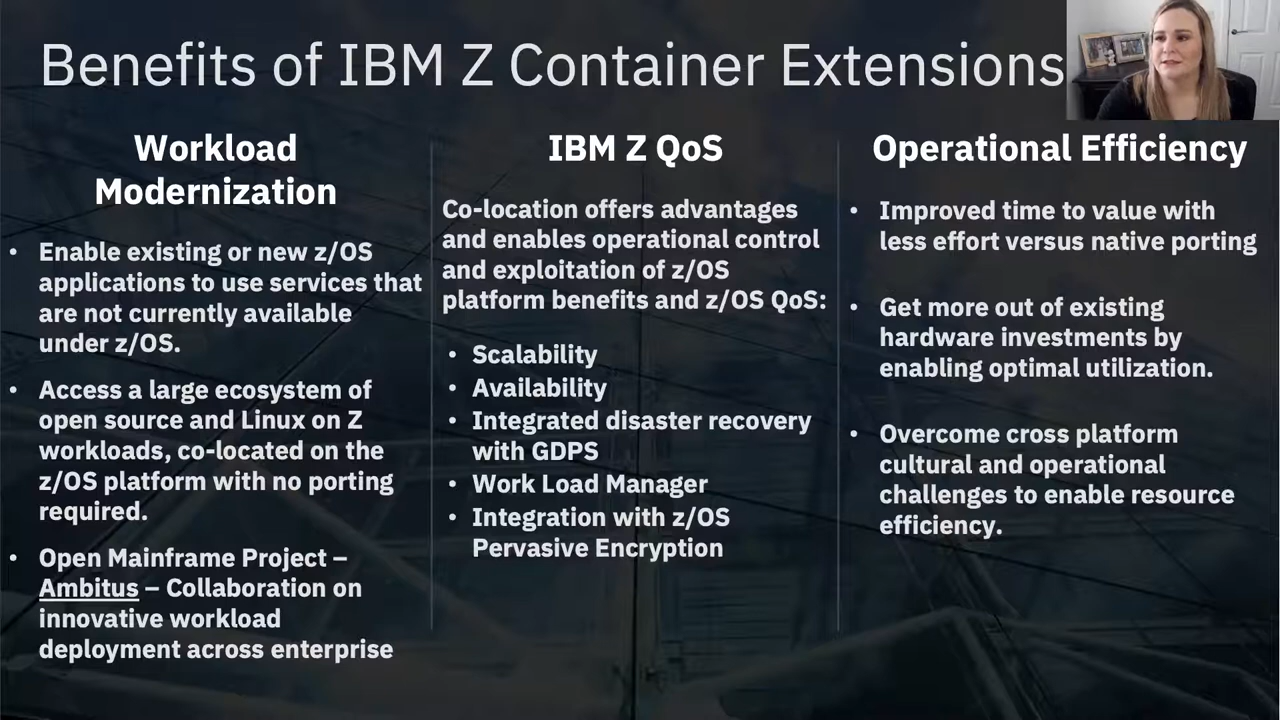 Benefits of IBM Z Container Extensions
Workload
Modernization
• Enable existing or new z/OS
applications to use services that
are not currently available
under z/OS.
• Access a large ecosystem of
open source and Linux on Z
workloads, co-located on the
z/OS platform with no porting
required.
• Open Mainframe Project –
Ambitus – Collaboration on
innovative workload
deployment across enterprise
IBM Z QoS
Co-location offers advantages
and enables operational control
and exploitation of z/OS
platform benefits and z/OS QoS:
• Scalability
• Availability
• Integrated disaster recovery
with GDPS
• Work Load Manager
• Integration with z/OS
Pervasive Encryption
Operational Efficiency
• Improved time to value with
less effort versus native porting
• Get more out of existing
hardware investments by
enabling optimal utilization.
• Overcome cross platform
cultural and operational
challenges to enable resource
efficiency.